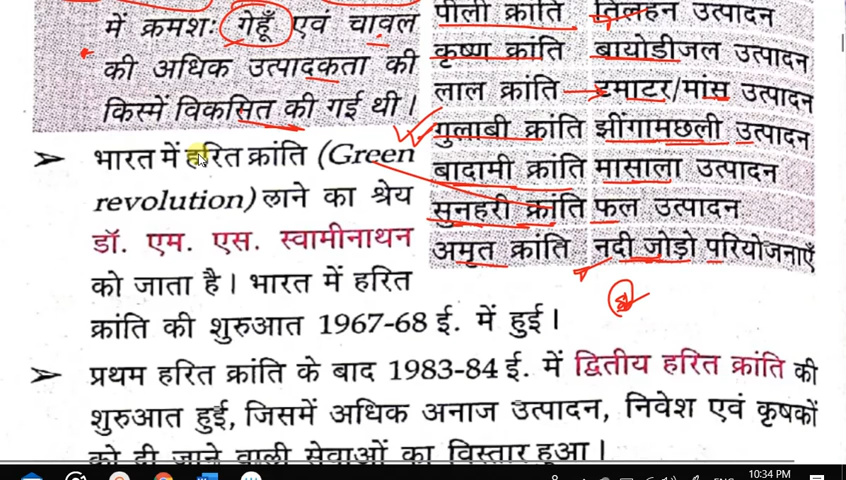 में क्रमशः गेहूँ एवं चावल
की अधिक उत्पादकता की
किस्में विकसित की गई थी।
पीली क्रांति तिलहन उत्पादन
कृष्ण क्रांति बायोडीजल उत्पादन
लाल क्रांति टमाटर/मांस उत्पादन
गुलाबी क्रांति झींगामछली उत्पादन
बादामी क्रांति मासाला उत्पादन
सुनहरी क्रांति फल उत्पादन
अमृत क्रांति नदी जोड़ो परियोजनाएँ
➢ भारत में हरित क्रांति (Green
revolution) लाने का श्रेय
डॉ. एम. एस. स्वामीनाथन
को जाता है। भारत में हरित
क्रांति की शुरुआत 1967-68 ई. में हुई।
➢ प्रथम हरित क्रांति के बाद 1983-84 ई. में द्वितीय हरित क्रांति की
शुरुआत हुई, जिसमें अधिक अनाज उत्पादन, निवेश एवं कृषकों
को दी जाने वाली सेवाओं का विस्तार हुआ।
ENG
10:34 PM